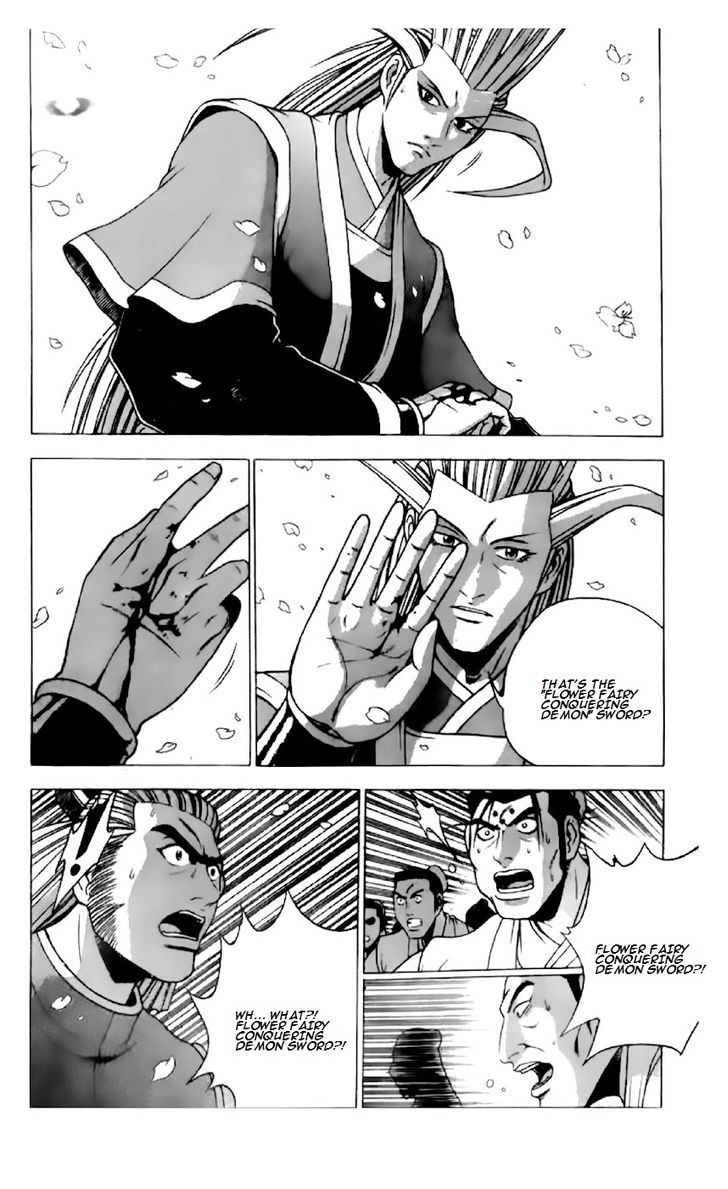 THAT'S THE
"FLOWER FAIRY
CONQUERING
DEMON" SWORD?
FLOWER FAIRY
CONQUERING
DEMON SWORD?!
WH... WHAT?!
FLOWER FAIRY
CONQUERING
DEMON SWORD?!